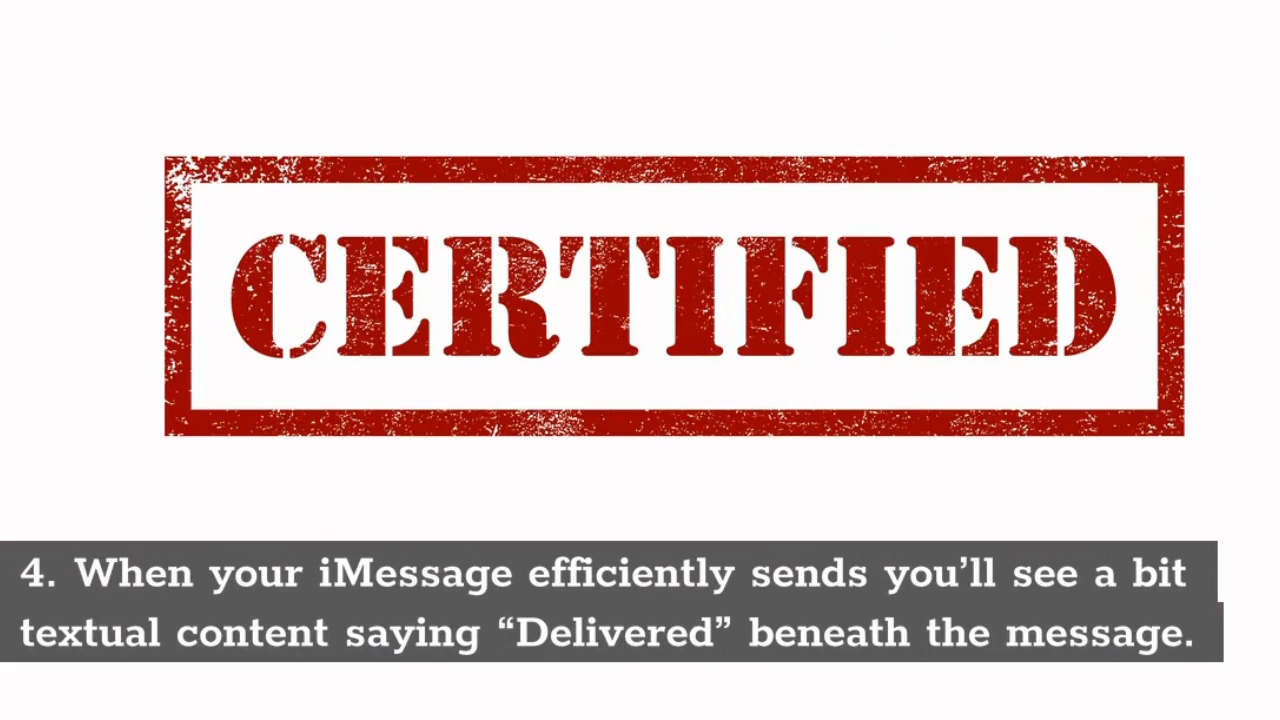 CERTIFIED
4. When your iMessage efficiently sends you’ll see a bit
textual content saying “Delivered” beneath the message.